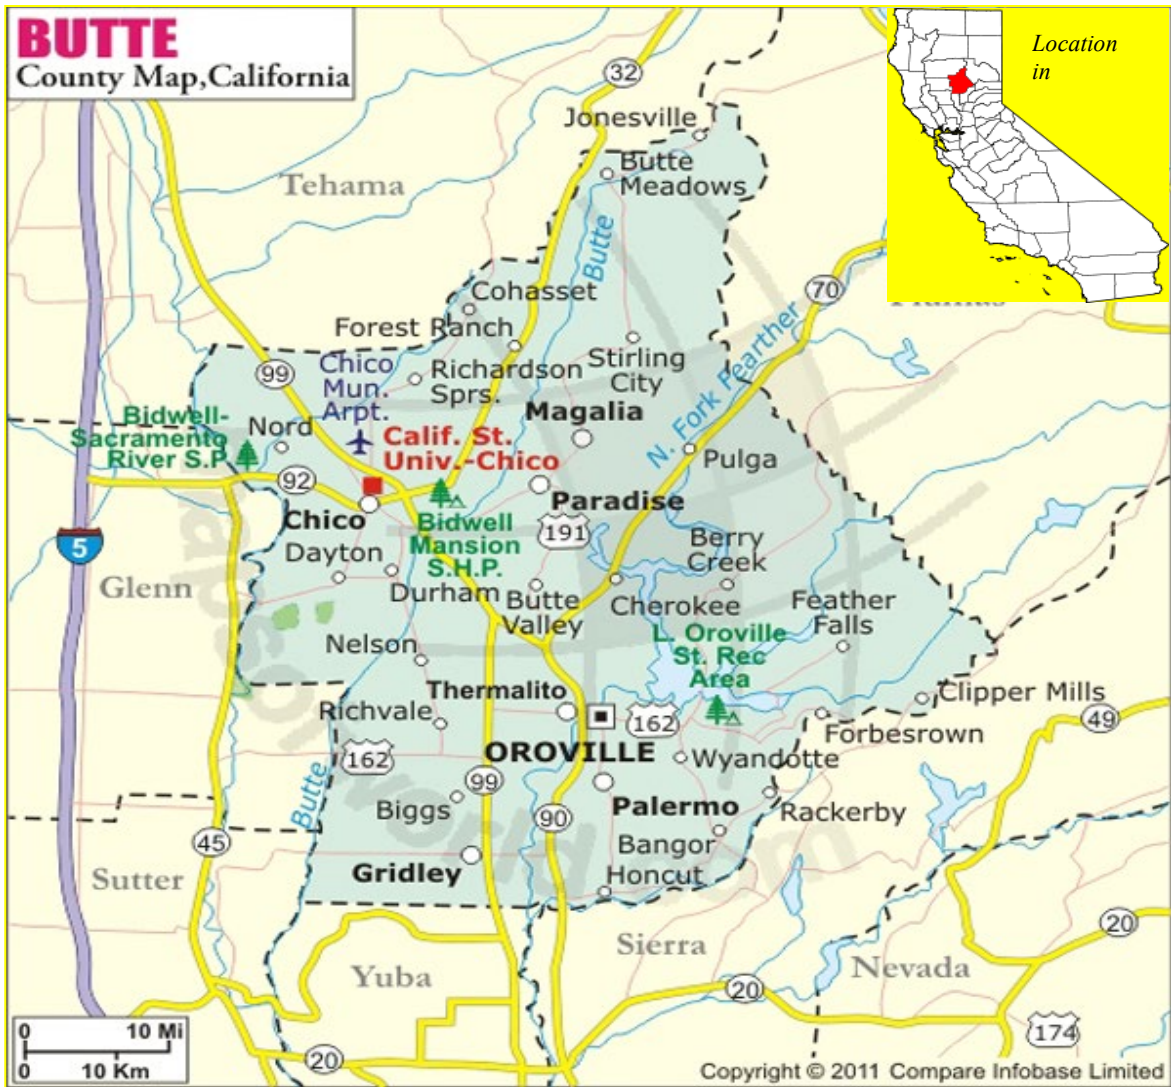 BUTTE
County Map,California
Location
in
32
Jonesville
Butte
Meadows
Tehama
Butte
70
Cohasset
Forest Ranch
N. Fork Pearther
99
Chico
Mun.
Arpt.
Richardson
Sprs.
Stirling
City
Magalia
Bidwell-
Sacramento
River S.P
Nord
Calif. St.
Univ.-Chico
Pulga
92
Chico
Paradise
191
Bidwell
Mansion
S.H.P.
5
Dayton
Berry
Creek
Glenn
Durham
Butte
Valley
Cherokee
Feather
Falls
Nelson
L. Oroville
St. Rec
Area
Thermalito
Clipper Mills
Richvale
162
49
Forbesrown
OROVILLE
162
Wyandotte
99
Butte
Biggs
90
Palermo
Rackerby
45
Bangor
Sutter
Gridley
Honcut
Sierra
20
Yuba
Nevada
20
174
0 10 Mi
0 10 Km
20
Copyright © 2011 Compare Infobase Limited